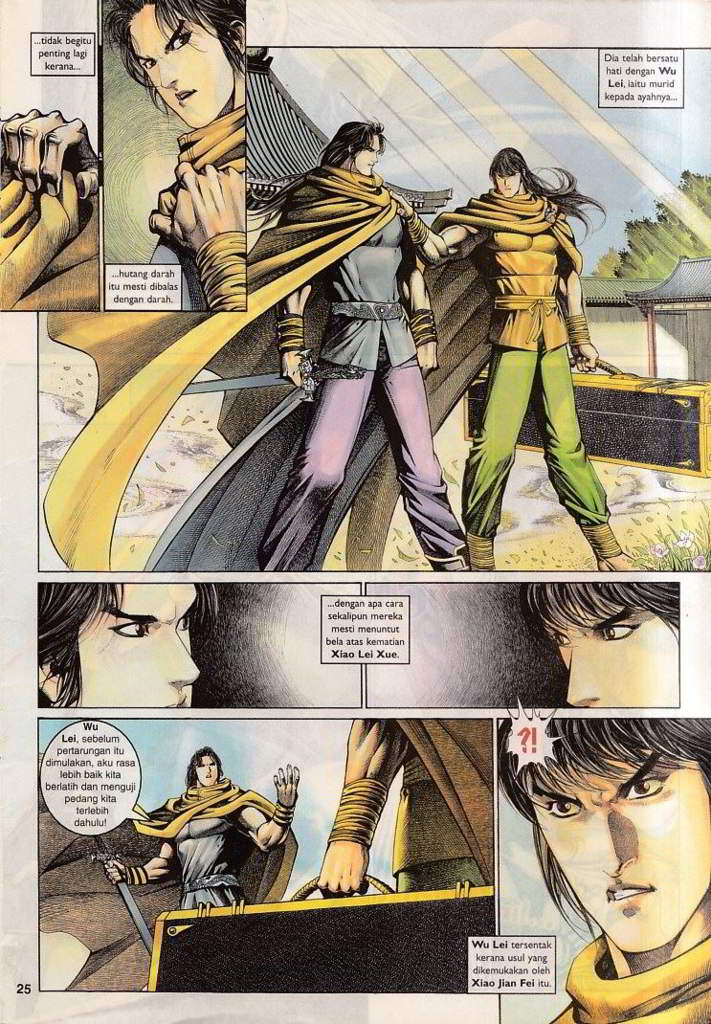 ...tidak begitu
penting lagi
kerana...
...hutang darah
itu mesti dibalas
dengan darah.
Dia telah bersatu
hati dengan Wu
Lei, iaitu murid
kepada ayahnya...
...dengan apa cara
sekalipun mereka
mesti menuntut
bela atas kematian
Xiao Lei Xue.
Wu
Lei, sebelum
pertarungan itu
dimulakan, aku rasa
lebih baik kita
berlatih dan menguji
pedang kita
terlebih
dahulu!
?!
Wu Lei tersentak
kerana usul yang
dikemukakan oleh
Xiao Jian Fei itu.
25